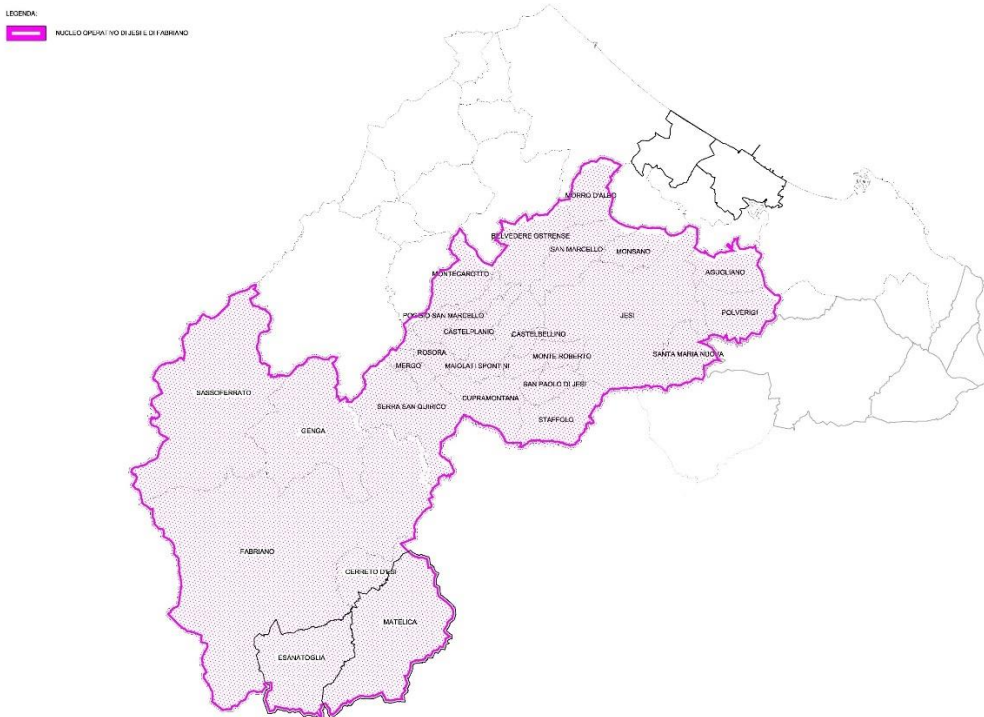 LEGENDA:
NUCLEO OPERATIVO DI JESI E DI FABRIANO
MORRO D'ALBO
BELVEDERE OSTRENSE
SAN MARCELLO
MONSANO
MONTECAROTTO
AGUGLIANO
POGGIO SAN MARCELLO
JESI
POLVERIGI
CASTELPLANIO
CASTELBELLINO
ROSORA
MONTE ROBERTO
SANTA MARIA NUOVA
MERGO
MAIOLATI SPONTINI
SAN PAOLO DI JESI
SASSOFERRATO
CUPRAMONTANA
SERRA SAN QUIRICO
STAFFOLO
GENGA
FABRIANO
CERRETO D'ESI
MATELICA
ESANATOGLIA